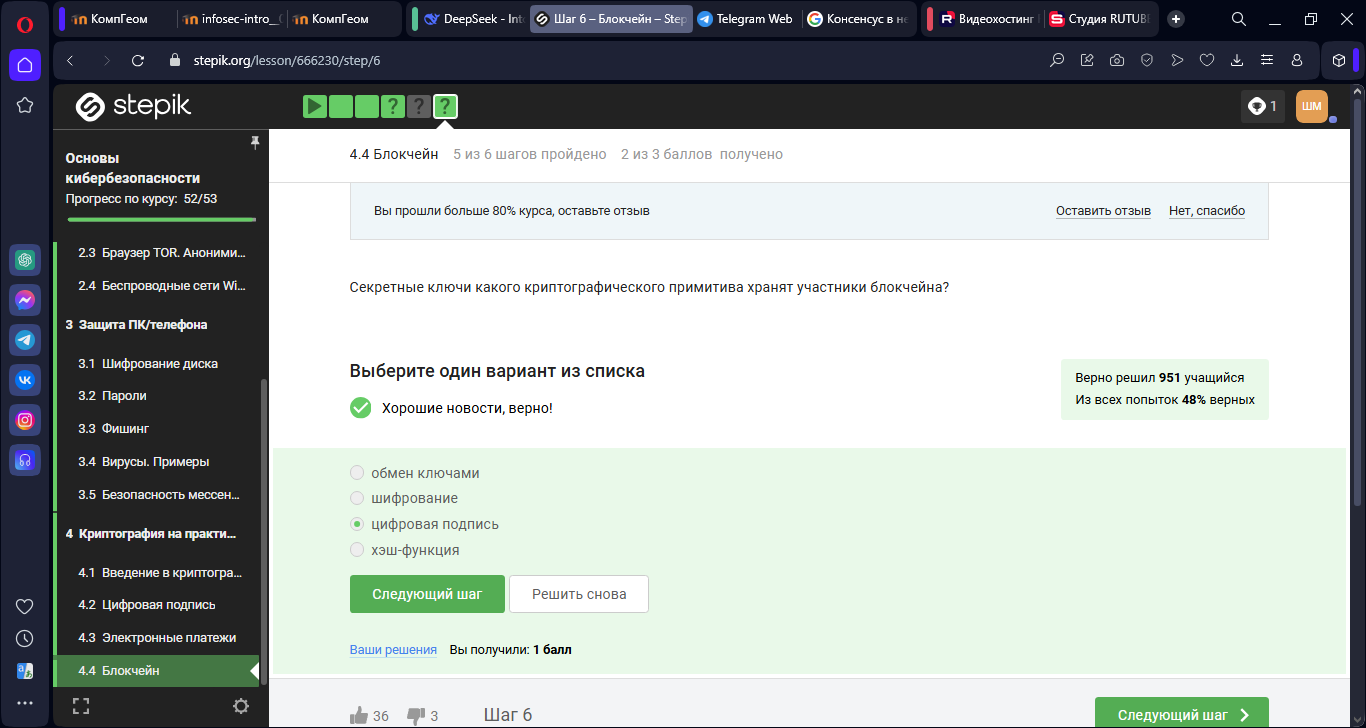 КомпГеом
infosec-intro_
КомпГеом
DeepSeek - Int
Шаг 6 – Блокчейн – Step
Telegram Web
Консенсус в не
Видеохостинг
Студия RUTUBE
stepik.org/lesson/666230/step/6
stepik
? ? ?
1
ШМ
Основы
кибербезопасности
Прогресс по курсу: 52/53
2.3 Браузер TOR. Аноними...
2.4 Беспроводные сети Wi...
3 Защита ПК/телефона
3.1 Шифрование диска
3.2 Пароли
3.3 Фишинг
3.4 Вирусы. Примеры
3.5 Безопасность мессен...
4 Криптография на практи...
4.1 Введение в криптогра...
4.2 Цифровая подпись
4.3 Электронные платежи
4.4 Блокчейн
4.4 Блокчейн 5 из 6 шагов пройдено 2 из 3 баллов получено
Вы прошли больше 80% курса, оставьте отзыв
Оставить отзыв Нет, спасибо
Секретные ключи какого криптографического примитива хранят участники блокчейна?
Выберите один вариант из списка
Хорошие новости, верно!
Верно решил 951 учащийся
Из всех попыток 48% верных
обмен ключами
шифрование
цифровая подпись
хэш-функция
Следующий шаг
Решить снова
Ваши решения Вы получили: 1 балл
36 3 Шаг 6
Следующий шаг